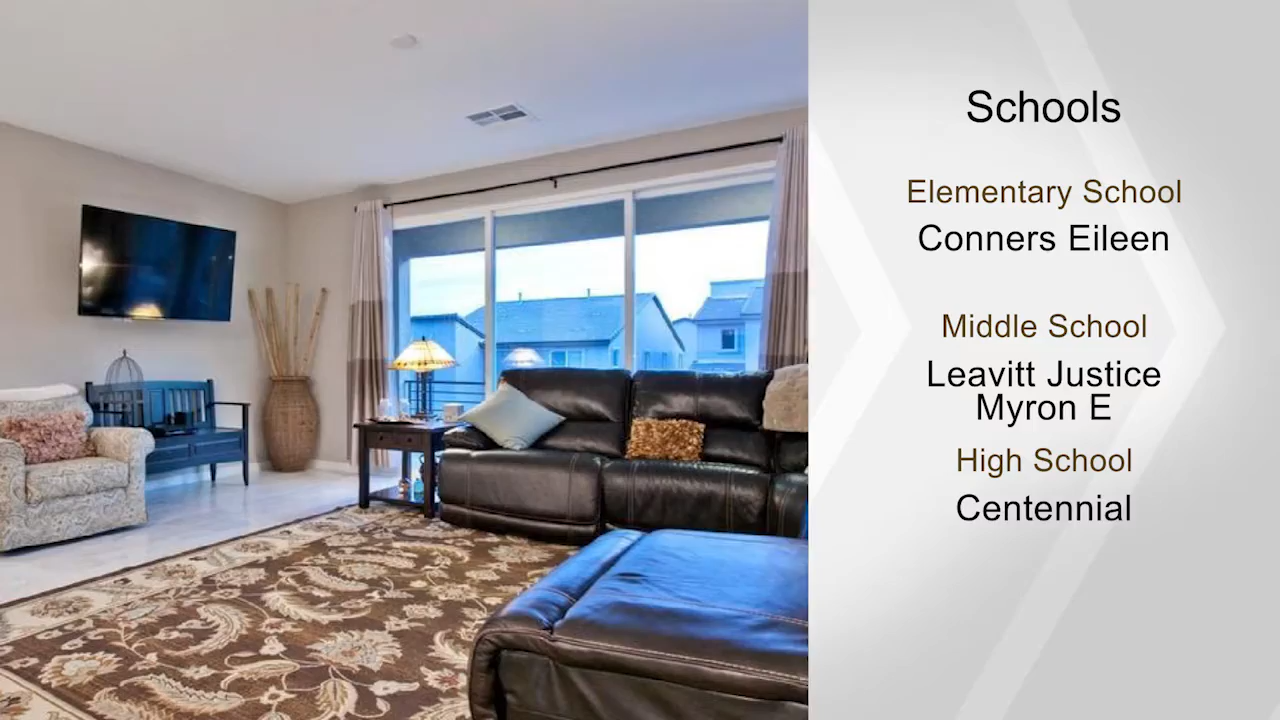 Schools
Elementary School
Conners Eileen
Middle School
Leavitt Justice
Myron E
High School
Centennial